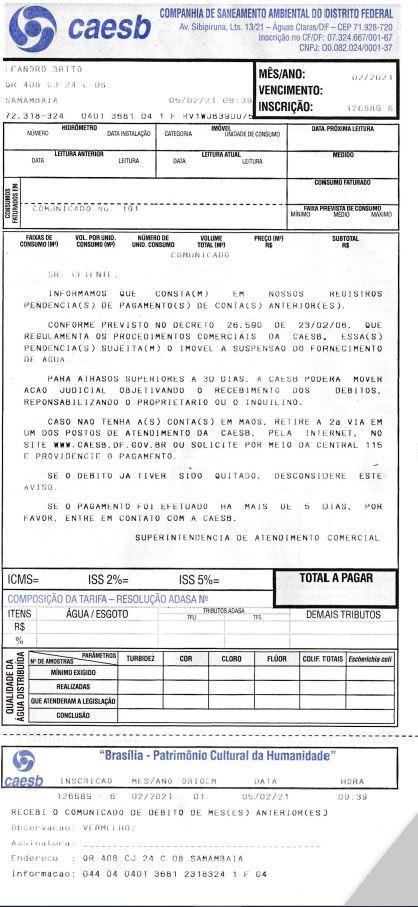 caesb
COMPANHIA DE SANEAMENTO AMBIENTAL DO DISTRITO FEDERAL
Av. Sibipiruna, Lts. 13/21 – Águas Claras/DF – CEP 71.928-720
Inscrição no CF/DF: 07.324.667/001-67
CNPJ: 00.082.024/0001-37
LEANDRO BRITO
QR 408 CJ 24 C 08
SAMAMBAIA 05/02/21 09:39
72.318-324 0401 3681 04 1 F
MÊS/ANO: 02/2021
VENCIMENTO:
INSCRIÇÃO: 126689 6
HIDRÔMETRO IMÓVEL DATA PRÓXIMA LEITURA
NÚMERO DATA INSTALAÇÃO CATEGORIA UNIDADE DE CONSUMO
LEITURA ANTERIOR LEITURA ATUAL MEDIDO
DATA LEITURA DATA LEITURA
CONSUMO FATURADO
CONSUMOS FATURADOS EM
COMUNICADO No. 191
FAIXA PREVISTA DE CONSUMO
MÍNIMO MÉDIO MÁXIMO
FAIXAS DE CONSUMO (M³) VOL. POR UNID. CONSUMO (M³) NÚMERO DE UNID. CONSUMO VOLUME TOTAL (M³) PREÇO (M³) R$ SUBTOTAL R$
COMUNICADO
SR. CLIENTE,
INFORMAMOS QUE CONSTA(M) EM NOSSOS REGISTROS
PENDENCIA(S) DE PAGAMENTO(S) DE CONTA(S) ANTERIOR(ES).
CONFORME PREVISTO NO DECRETO 26.590 DE 23/02/06, QUE
REGULAMENTA OS PROCEDIMENTOS COMERCIAIS DA CAESB, ESSA(S)
PENDENCIA(S) SUJEITA(M) O IMOVEL A SUSPENSAO DO FORNECIMENTO
DE AGUA.
PARA ATRASOS SUPERIORES A 30 DIAS, A CAESB PODERA MOVER
ACAO JUDICIAL OBJETIVANDO O RECEBIMENTO DOS DEBITOS,
REPONSABILIZANDO O PROPRIETARIO OU O INQUILINO.
CASO NAO TENHA A(S) CONTA(S) EM MAOS, RETIRE A 2a VIA EM
UM DOS POSTOS DE ATENDIMENTO DA CAESB, PELA INTERNET, NO
SITE WWW.CAESB.DF.GOV.BR OU SOLICITE POR MEIO DA CENTRAL 115
E PROVIDENCIE O PAGAMENTO.
SE O DEBITO JA TIVER SIDO QUITADO, DESCONSIDERE ESTE
AVISO.
SE O PAGAMENTO FOI EFETUADO HA MAIS DE 5 DIAS, POR
FAVOR, ENTRE EM CONTATO COM A CAESB.
SUPERINTENDENCIA DE ATENDIMENTO COMERCIAL
ICMS= ISS 2%= ISS 5%= TOTAL A PAGAR
COMPOSIÇÃO DA TARIFA – RESOLUÇÃO ADASA Nº
ITENS ÁGUA / ESGOTO TRIBUTOS ADASA DEMAIS TRIBUTOS
TFU TFS
R$
%
QUALIDADE DA ÁGUA DISTRIBUÍDA
PARÂMETROS
Nº DE AMOSTRAS TURBIDEZ COR CLORO FLÚOR COLIF. TOTAIS Escherichia coli
MÍNIMO EXIGIDO
REALIZADAS
QUE ATENDERAM A LEGISLAÇÃO
CONCLUSÃO
caesb
"Brasília - Patrimônio Cultural da Humanidade"
INSCRICAO MES/ANO ORIGEM DATA HORA
126689 - 6 02/2021 01 05/02/21 09:39
RECEBI O COMUNICADO DE DEBITO DE MES(ES) ANTERIOR(ES)
Observacao: VERMELHO:
Assinatura:
Endereco : QR 408 CJ 24 C 08 SAMAMBAIA
Informacao: 044 04 0401 3681 2318324 1 F 04